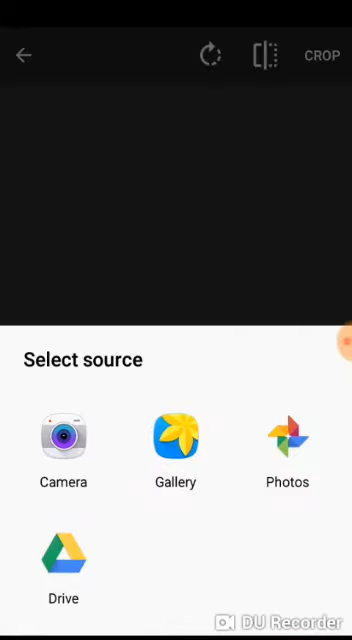 CROP
Select source
Camera
Gallery
Photos
Drive
DU Recorder